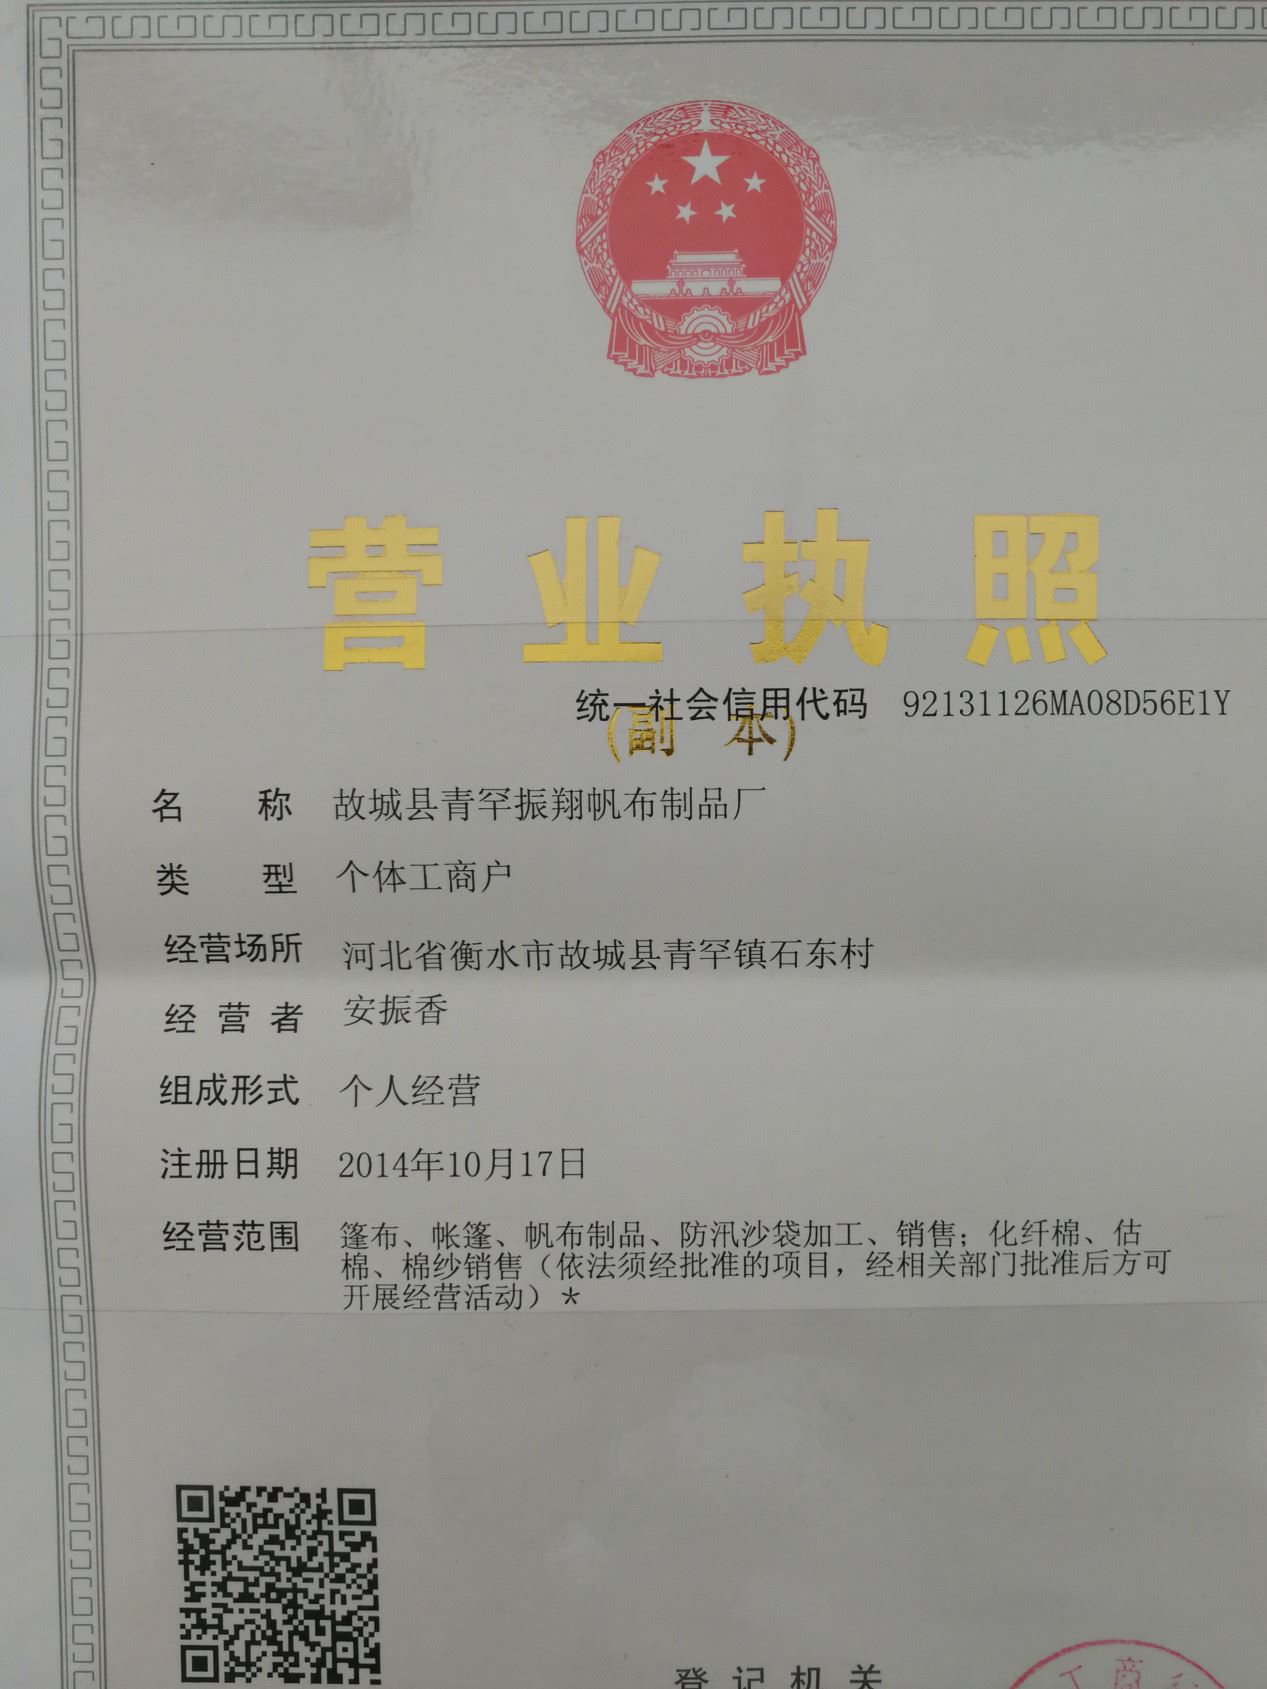 营业执照
统一社会信用代码 92131126MA08D56E1Y
(副 本)
名 称 故城县青罕振翔帆布制品厂
类 型 个体工商户
经营场所 河北省衡水市故城县青罕镇石东村
经营者 安振香
组成形式 个人经营
注册日期 2014年10月17日
经营范围 篷布、帐篷、帆布制品、防汛沙袋加工、销售；化纤棉、估
棉、棉纱销售（依法须经批准的项目，经相关部门批准后方可
开展经营活动）*
登记机关
工商行